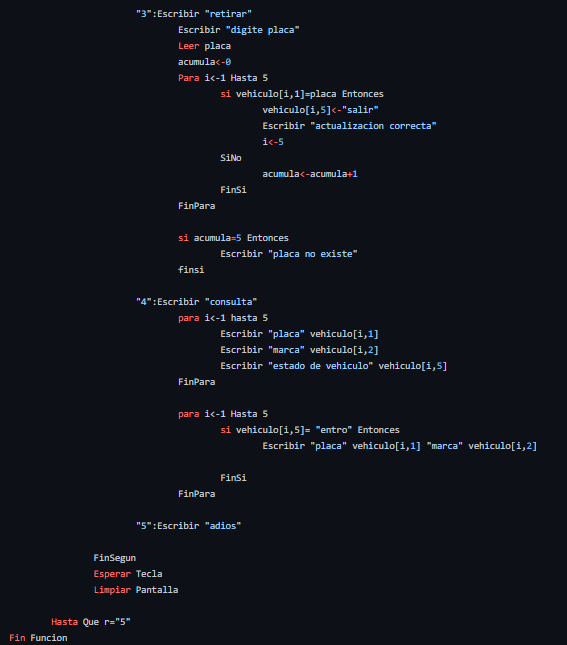 "3":Escribir "retirar"
Escribir "digite placa"
Leer placa
acumula<-0
Para i<-1 Hasta 5
si vehiculo[i,1]=placa Entonces
vehiculo[i,5]<-"salir"
Escribir "actualizacion correcta"
i<-5
SiNo
acumula<-acumula+1
FinSi
FinPara
si acumula=5 Entonces
Escribir "placa no existe"
finsi
"4":Escribir "consulta"
para i<-1 hasta 5
Escribir "placa" vehiculo[i,1]
Escribir "marca" vehiculo[i,2]
Escribir "estado de vehiculo" vehiculo[i,5]
FinPara
para i<-1 Hasta 5
si vehiculo[i,5]= "entro" Entonces
Escribir "placa" vehiculo[i,1] "marca" vehiculo[i,2]
FinSi
FinPara
"5":Escribir "adios"
FinSegun
Esperar Tecla
Limpiar Pantalla
Hasta Que r="5"
Fin Funcion